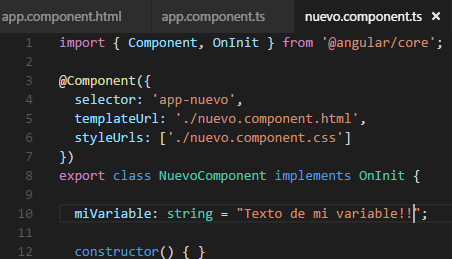 app.component.html app.component.ts nuevo.component.ts ×
1 import { Component, OnInit } from '@angular/core';
2
3 @Component({
4 selector: 'app-nuevo',
5 templateUrl: './nuevo.component.html',
6 styleUrls: ['./nuevo.component.css']
7 })
8 export class NuevoComponent implements OnInit {
9
10 miVariable: string = "Texto de mi variable!!";
11
12 constructor() { }